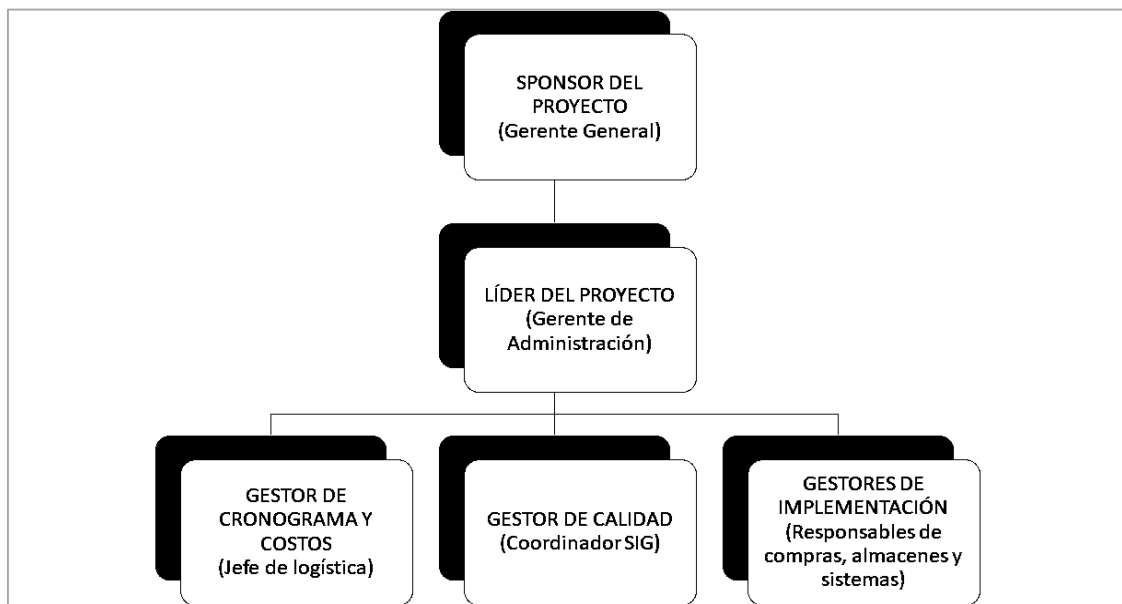 SPONSOR DEL
PROYECTO
(Gerente General)
LÍDER DEL PROYECTO
(Gerente de
Administración)
GESTOR DE
CRONOGRAMA Y
COSTOS
(Jefe de logística)
GESTOR DE CALIDAD
(Coordinador SIG)
GESTORES DE
IMPLEMENTACIÓN
(Responsables de
compras, almacenes y
sistemas)